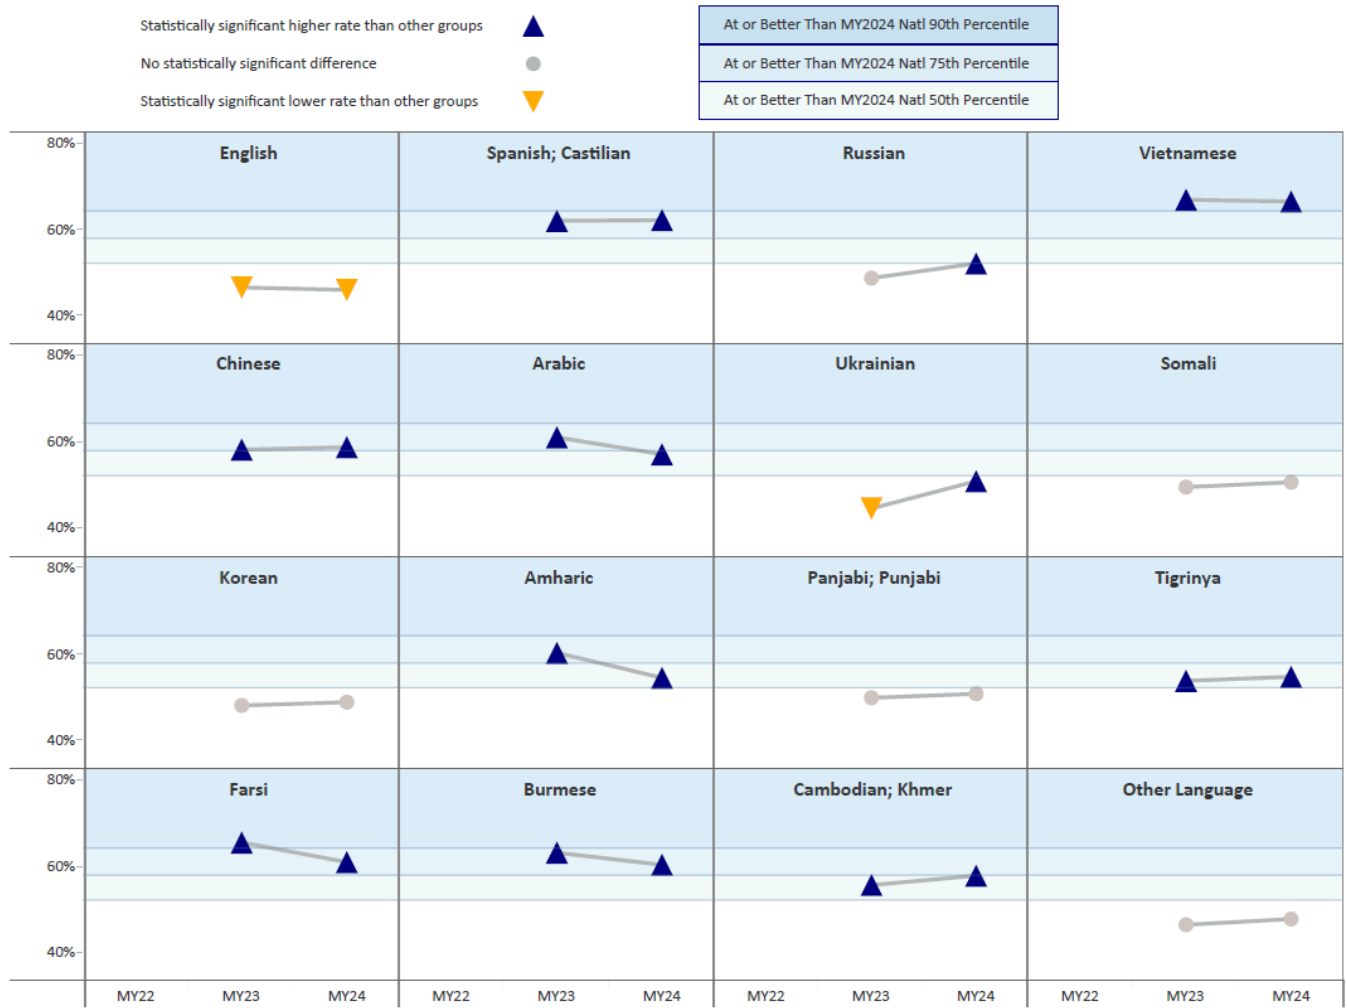 Statistically significant higher rate than other groups
At or Better Than MY2024 Natl 90th Percentile
No statistically significant difference
At or Better Than MY2024 Natl 75th Percentile
Statistically significant lower rate than other groups
At or Better Than MY2024 Natl 50th Percentile
80%
English
Spanish; Castilian
Russian
Vietnamese
60%
40%
80%
Chinese
Arabic
Ukrainian
Somali
60%
40%
80%
Korean
Amharic
Panjabi; Punjabi
Tigrinya
60%
40%
80%
Farsi
Burmese
Cambodian; Khmer
Other Language
60%
40%
MY22 MY23 MY24 MY22 MY23 MY24 MY22 MY23 MY24 MY22 MY23 MY24